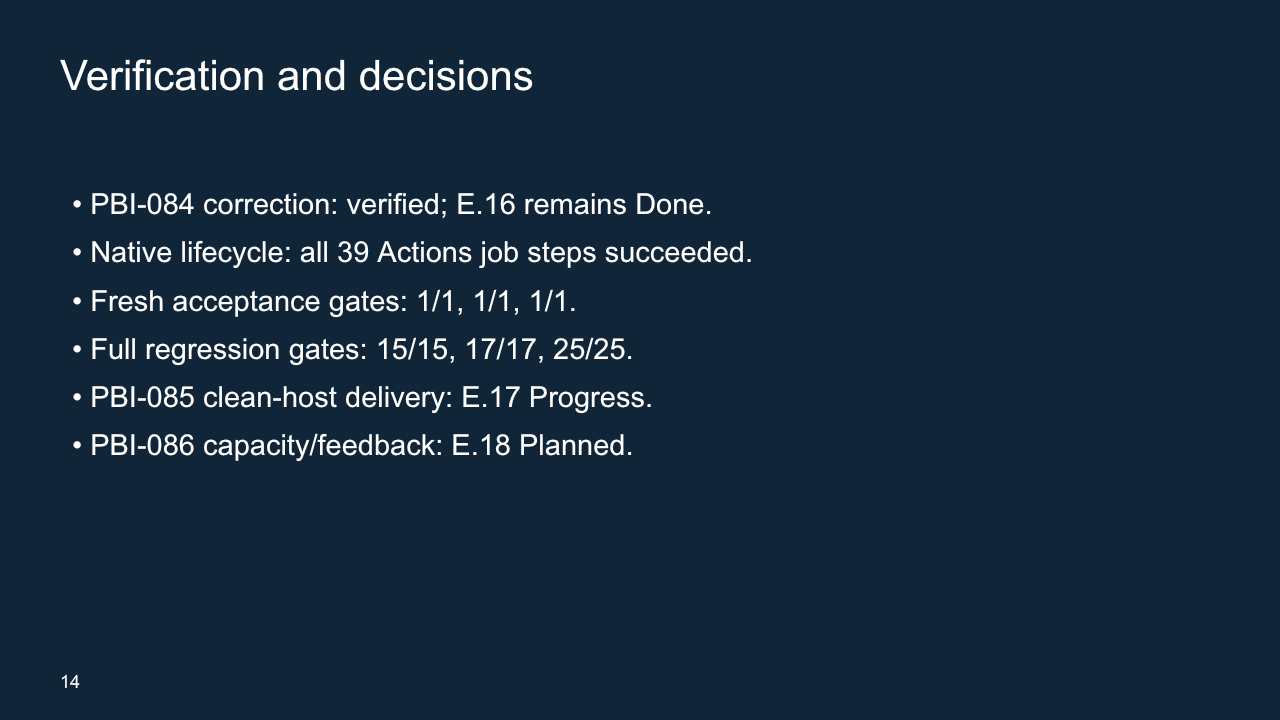 Verification and decisions
• PBI-084 correction: verified; E.16 remains Done.
• Native lifecycle: all 39 Actions job steps succeeded.
• Fresh acceptance gates: 1/1, 1/1, 1/1.
• Full regression gates: 15/15, 17/17, 25/25.
• PBI-085 clean-host delivery: E.17 Progress.
• PBI-086 capacity/feedback: E.18 Planned.
14